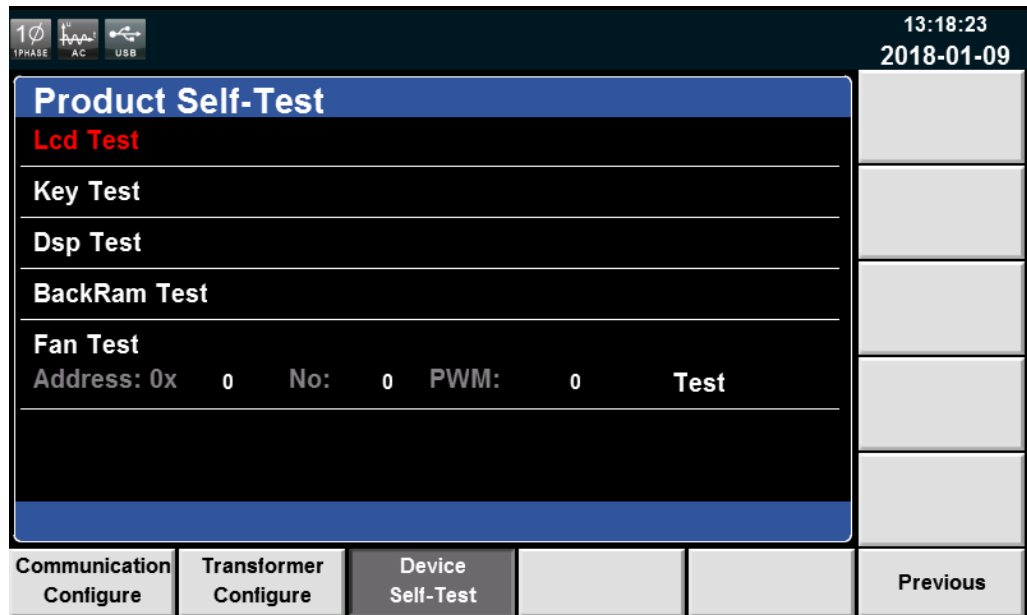 1Ø
1PHASE
u
t
AC
USB
13:18:23
2018-01-09
Product Self-Test
Lcd Test
Key Test
Dsp Test
BackRam Test
Fan Test
Address: 0x 0 No: 0 PWM: 0 Test
Communication Configure
Transformer Configure
Device Self-Test
Previous